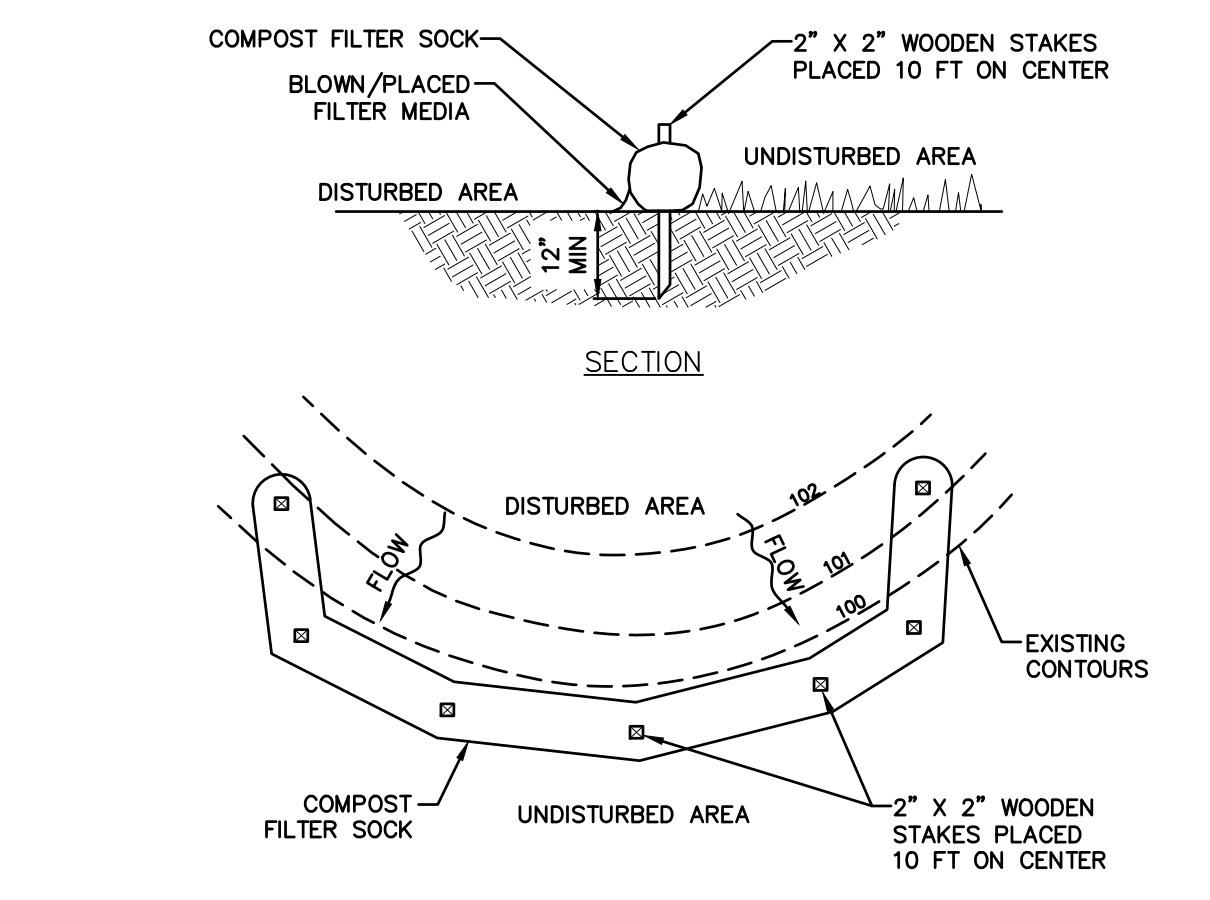 COMPOST FILTER SOCK
2” X 2” WOODEN STAKES
PLACED 10 FT ON CENTER
BLOWN/PLACED
FILTER MEDIA
UNDISTURBED AREA
DISTURBED AREA
12”
MIN
SECTION
102
DISTURBED AREA
FLOW
FLOW
101
100
EXISTING
CONTOURS
COMPOST
FILTER SOCK
UNDISTURBED AREA
2” X 2” WOODEN
STAKES PLACED
10 FT ON CENTER